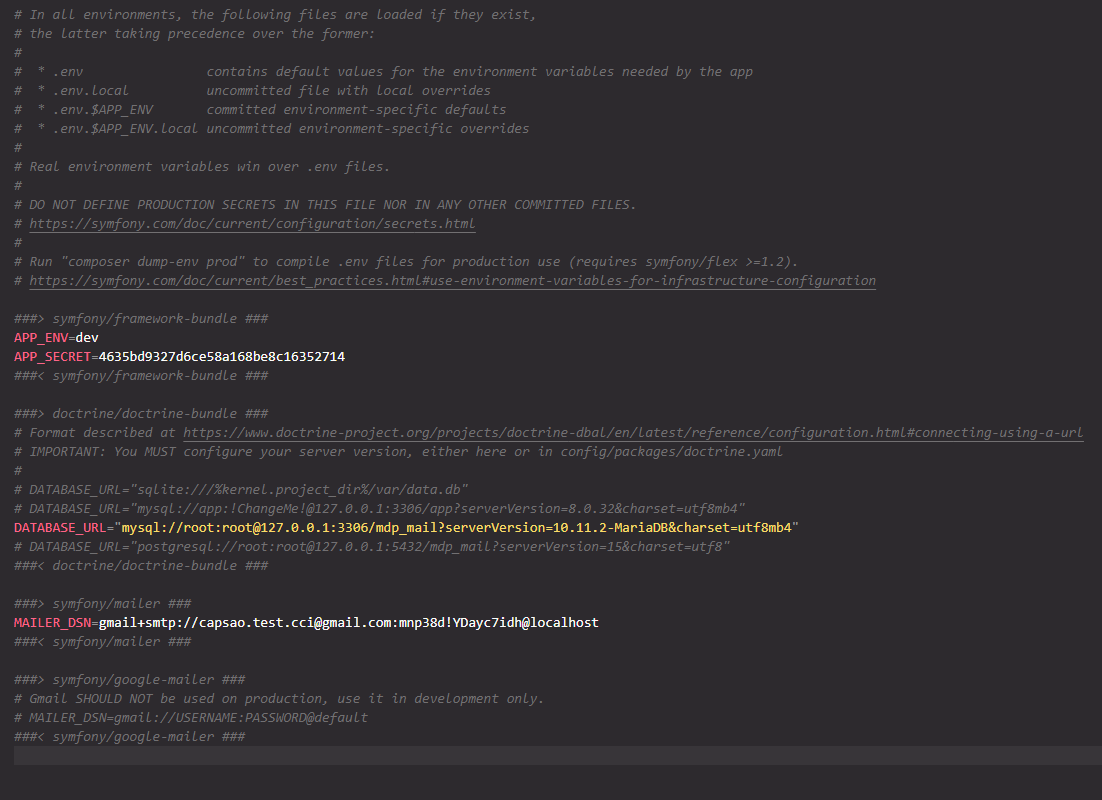 # In all environments, the following files are loaded if they exist,
# the latter taking precedence over the former:
#
#  * .env                contains default values for the environment variables needed by the app
#  * .env.local          uncommitted file with local overrides
#  * .env.$APP_ENV       committed environment-specific defaults
#  * .env.$APP_ENV.local uncommitted environment-specific overrides
#
# Real environment variables win over .env files.
#
# DO NOT DEFINE PRODUCTION SECRETS IN THIS FILE NOR IN ANY OTHER COMMITTED FILES.
# https://symfony.com/doc/current/configuration/secrets.html
#
# Run "composer dump-env prod" to compile .env files for production use (requires symfony/flex >=1.2).
# https://symfony.com/doc/current/best_practices.html#use-environment-variables-for-infrastructure-configuration

###> symfony/framework-bundle ###
APP_ENV=dev
APP_SECRET=4635bd9327d6ce58a168be8c16352714
###< symfony/framework-bundle ###

###> doctrine/doctrine-bundle ###
# Format described at https://www.doctrine-project.org/projects/doctrine-dbal/en/latest/reference/configuration.html#connecting-using-a-url
# IMPORTANT: You MUST configure your server version, either here or in config/packages/doctrine.yaml
#
# DATABASE_URL="sqlite:///%kernel.project_dir%/var/data.db"
# DATABASE_URL="mysql://app:!ChangeMe!@127.0.0.1:3306/app?serverVersion=8.0.32&charset=utf8mb4"
DATABASE_URL="mysql://root:root@127.0.0.1:3306/mdp_mail?serverVersion=10.11.2-MariaDB&charset=utf8mb4"
# DATABASE_URL="postgresql://root:root@127.0.0.1:5432/mdp_mail?serverVersion=15&charset=utf8"
###< doctrine/doctrine-bundle ###

###> symfony/mailer ###
MAILER_DSN=gmail+smtp://capsao.test.cci@gmail.com:mnp38d!YDayc7idh@localhost
###< symfony/mailer ###

###> symfony/google-mailer ###
# Gmail SHOULD NOT be used on production, use it in development only.
# MAILER_DSN=gmail://USERNAME:PASSWORD@default
###< symfony/google-mailer ###